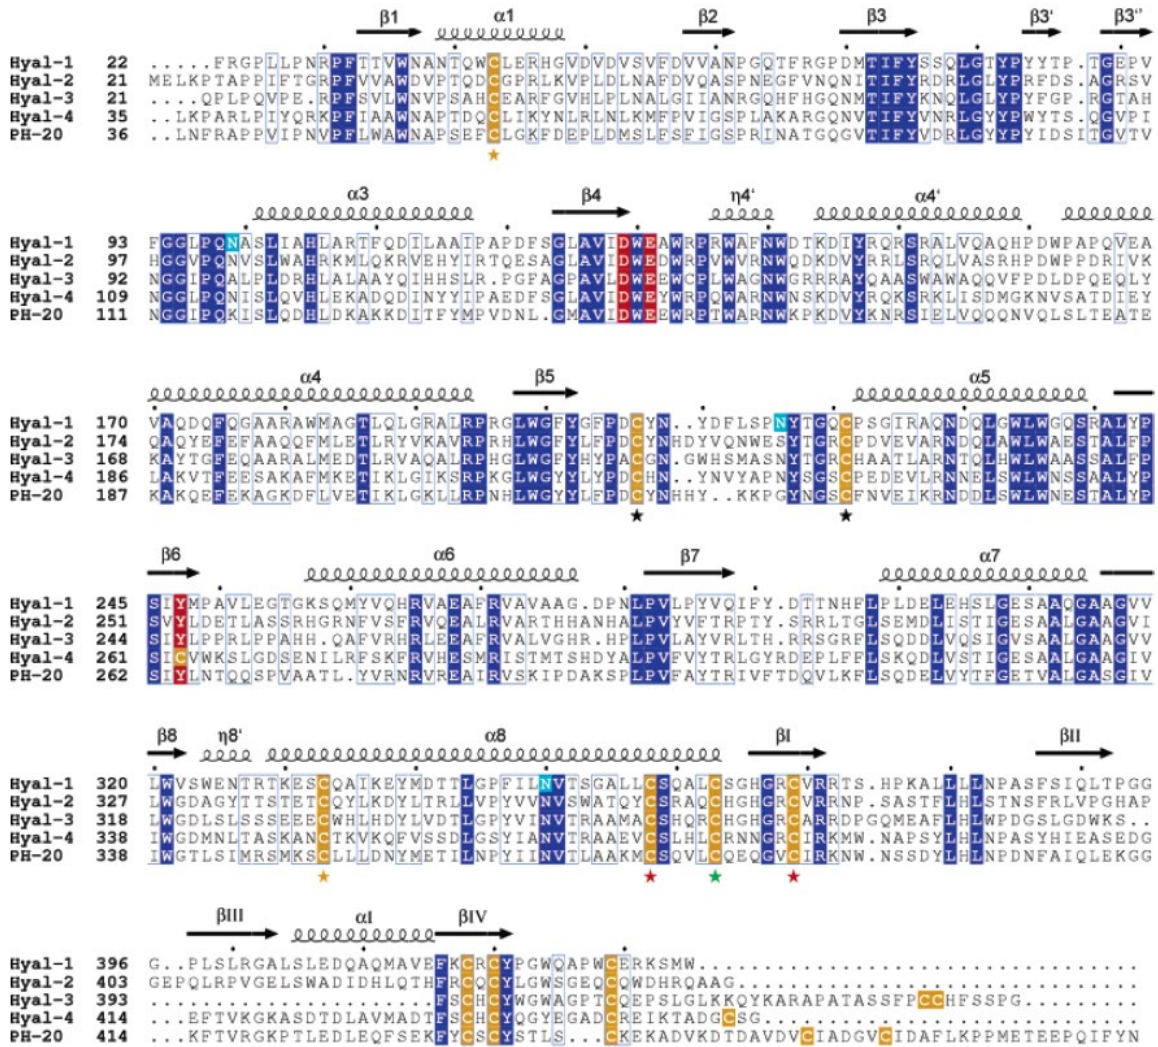 β1 α1 β2 β3 β3' β3''
Hyal-1 22 .....FRGPLLPNRPFTTVWNANTQWCLERHGVDVDVSVFDVVANPGQTFRGPDMTIFYSSQLGTYPYYTP.TGEPV
Hyal-2 21 MELKPTAPPIFTGRPFVVAWDVPTQDCGPRLKVPLDLNAFDVQASPNEGFVNQNITIFYRDRLGLYPRFDS.AGRSV
Hyal-3 21 ....QPLPQVPE.RPFSVLWNVPSAHCEARFGVHLPLNALGIIANRGQHFHGQNMTIFYKNQLGLYPYFGP.RGTAH
Hyal-4 35 ..LKPARLPIYQRKPFIAAWNAPTDQCLIKYNLRLNLKMFPVIGSPLAKARGQNVTIFYVNRLGYYPWYTS.QGVPI
PH-20 36 ..LNFRAPPVIPNVPFLWAWNAPSEFCLGKFDEPLDMSLFSFIGSPRINATGQGVTIFYVDRLGYYPYIDSITGVTV
α3 β4 η4' α4'
Hyal-1 93 FGGLPQNASLIAHLARTFQDILAAIPAPDFSGLAVIDWEAWRPRWAFNWDTKDIYRQRSRALVQAQHPDWPAPQVEA
Hyal-2 97 HGGVPQNVSLWAHRKMLQKRVEHYIRTQESAGLAVIDWEDWRPVWVRNWQDKDVYRRLSRQLVASRHPDWPPDRIVK
Hyal-3 92 NGGIPQALPLDRHLALAAYQIHHSLR.PGFAGPAVLDWEEWCPLWAGNWGRRRAYQAASWAWAQQVFPDLDPQEQLY
Hyal-4 109 NGGLPQNISLQVHLEKADQDINYYIPAEDFSGLAVIDWEYWRPQWARNWNSKDVYRQKSRKLISDMGKNVSATDIEY
PH-20 111 NGGIPQKISLQDHLDKAKKDITFYMPVDNL.GMAVIDWEEWRPTWARNWKPKDVYKNRSIELVQQQNVQLSLTEATE
α4 β5 α5
Hyal-1 170 VAQDQFQGAARAWMAGTLQLGRALRPRGLWGFYGFPDCYN..YDFLSPNYTGQCPSGIRAQNDQLGWLWGQSRALYP
Hyal-2 174 QAQYEFEFAAQQFMLETLRYVKAVRPRHLWGFYLFPDCYNHDYVQNWESYTGRCPDVEVARNDQLAWLWAESTALFP
Hyal-3 168 KAYTGFEQAARALMEDTLRVAQALRPHGLWGFYHYPACGN.GWHSMASNYTGRCHAATLARNTQLHWLWAASSALFP
Hyal-4 186 LAKVTFEESAKAFMKETIKLGIKSRPKGLWGYYLYPDCHN..YNVYAPNYSGSCPEDEVLRNNELSWLWNSSAALYP
PH-20 187 KAKQEFEKAGKDFLVETIKLGKLLRPNHLWGYYLFPDCYNHHY.KKPGYNGSCFNVEIKRNDDLSWLWNESTALYP
β6 α6 β7 α7
Hyal-1 245 SIYMPAVLEGTGKSQMYVQHRVAEAFRVAVAAG.DPNLPVLPYVQIFY.DTTNHFLPLDELEHSLGESAAQGAAGVV
Hyal-2 251 SVYLDETLASSRHGRNFVSFRVQEALRVARTHHANHALPVYVFTRPTY.SRRLTGLSEMDLISTIGESAALGAAGVI
Hyal-3 244 SIYLPPRLPPAHH.QAFVRHRLEEAFRVALVGHR.HPLPVLAYVRLTH.RRSGRFLSQDDLVQSIGVSAALGAAGVV
Hyal-4 261 SICVWKSLGDSENILRFSKFRVHESMRISTMTSHDYALPVFVYTRLGYRDEPLFFLSKQDLVSTIGESAALGAAGIV
PH-20 262 SIYLNTQQSPVAATL.YVRNRVREAIRVSKIPDAKSPLPVFAYTRIVFTDQVLKFLSQDELVYTFGETVALGASGIV
β8 η8' α8 βI βII
Hyal-1 320 LWVSWENTRTKESCQAIKEYMDTTLGPFILNVTSGALLCSQALCSGHGRCVRRTS.HPKALLLLNPASFSIQLTPGG
Hyal-2 327 LWGDAGYTTSTETCQYLKDYLTRLLVPYVVNVSWATQYCSRAQCHGHGRCVRRNP.SASTFLHLSTNSFRLVPGHAP
Hyal-3 318 LWGDLSLSSSEEECWHLHDYLVDTLGPYVINVTRAAMACSHQRCHGHGRCARRDPGQMEAFLHLWPDGSLGDWKS..
Hyal-4 338 IWGDMNLTASKANCTKVKQFVSSDLGSYIANVTRAAEVCSLHLCRNNGRCIRKMW.NAPSYLHLNPASYHIEASEDG
PH-20 338 IWGTLSIMRSMKSCLLLDNYMETILNPYIINVTLAAKMCSQVLCQEQGVCIRKNW.NSSDYLHLNPDNFAIQLEKGG
βIII αI βIV
Hyal-1 396 G..PLSLRGALSLEDQAQMAVEFKCRCYPGWQAPWCERKSMW..................................
Hyal-2 403 GEPQLRPVGELSWADIDHLQTHFRCQCYLGWSGEQCQWDHRQAAG...............................
Hyal-3 393 ......................FSCHCYWGWAGPTCQEPSLGLKKQYKARAPATASSFPCCHFSSPG.........
Hyal-4 414 ...EFTVKGKASDTDLAVMADTFSCHCYQGYEGADCREIKTADGCSG.............................
PH-20 414 ...KFTVRGKPTLEDLEQFSEKFYCSCYSTLS...CKEKADVKDTDAVDVCIADGVCIDAFLKPPMETEEPQIFYN